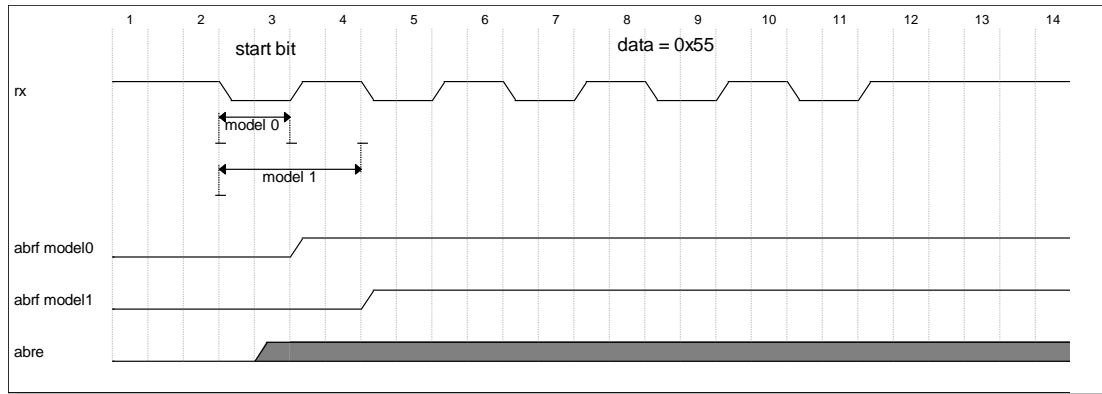 1 2 3 4 5 6 7 8 9 10 11 12 13 14
start bit data = 0x55
rx
model 0
model 1
abrf model0
abrf model1
abre